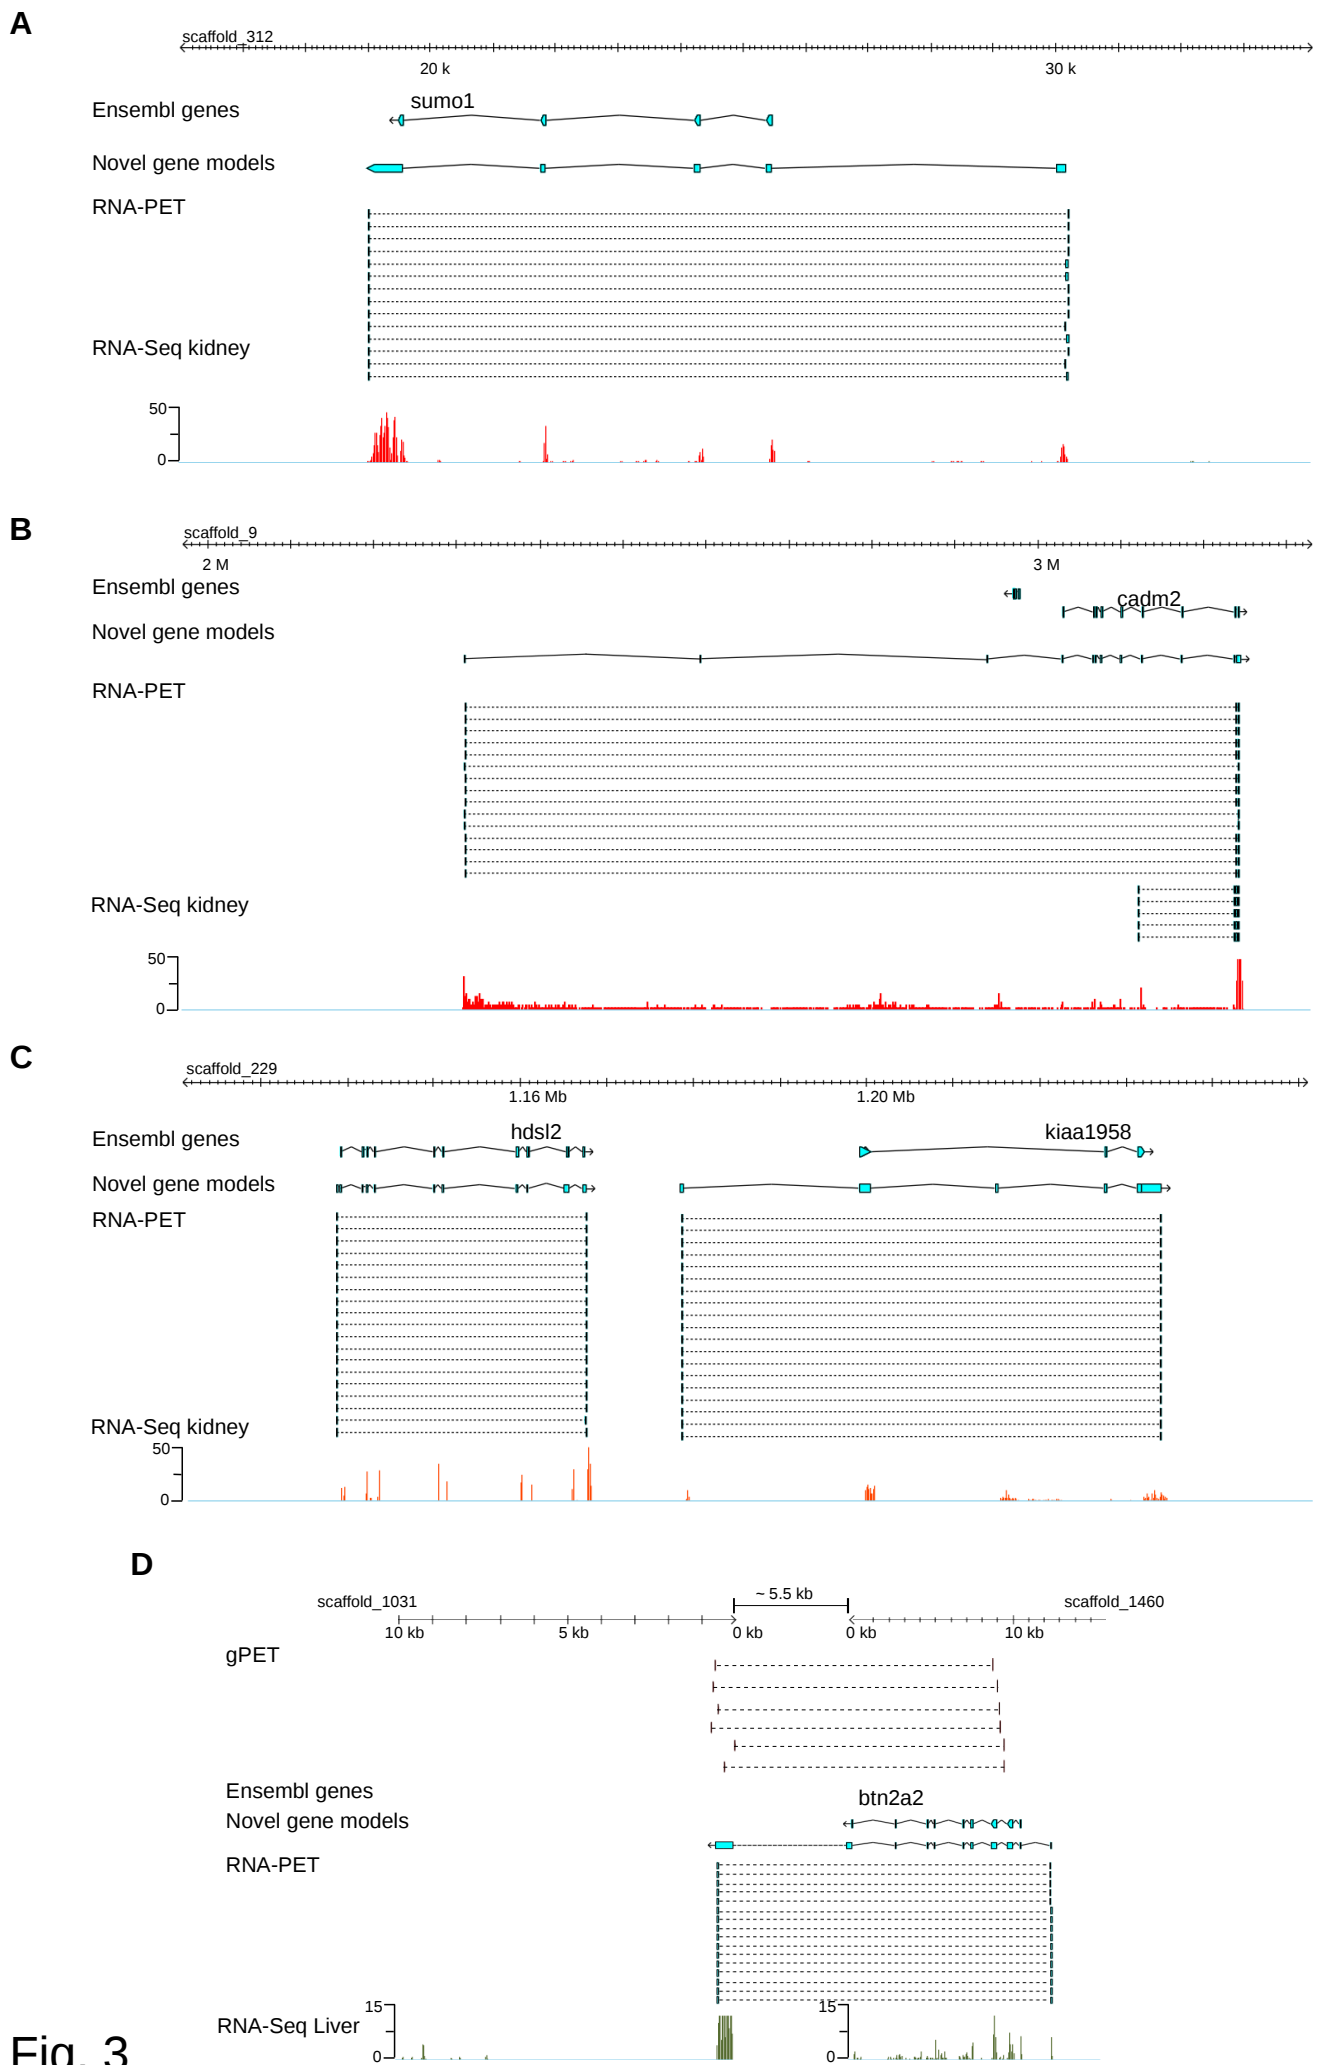 A
scaffold_312
20 k 30 k
Ensembl genes
sumo1
Novel gene models
RNA-PET
RNA-Seq kidney
50
0
B
scaffold_9
2 M 3 M
Ensembl genes
cadm2
Novel gene models
RNA-PET
RNA-Seq kidney
50
0
C
scaffold_229
1.16 Mb 1.20 Mb
Ensembl genes
hdsl2 kiaa1958
Novel gene models
RNA-PET
RNA-Seq kidney
50
0
D
~ 5.5 kb
scaffold_1031 scaffold_1460
10 kb 5 kb 0 kb 0 kb 10 kb
gPET
Ensembl genes
btn2a2
Novel gene models
RNA-PET
15 15
RNA-Seq Liver
0 0
Fig. 3